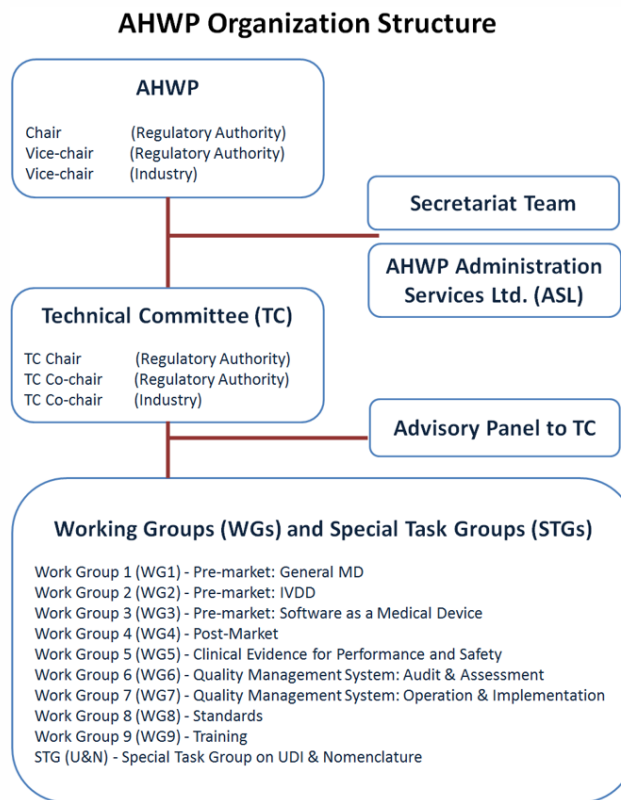 AHWP Organization Structure
AHWP
Chair (Regulatory Authority)
Vice-chair (Regulatory Authority)
Vice-chair (Industry)
Secretariat Team
AHWP Administration
Services Ltd. (ASL)
Technical Committee (TC)
TC Chair (Regulatory Authority)
TC Co-chair (Regulatory Authority)
TC Co-chair (Industry)
Advisory Panel to TC
Working Groups (WGs) and Special Task Groups (STGs)
Work Group 1 (WG1) - Pre-market: General MD
Work Group 2 (WG2) - Pre-market: IVDD
Work Group 3 (WG3) - Pre-market: Software as a Medical Device
Work Group 4 (WG4) - Post-Market
Work Group 5 (WG5) - Clinical Evidence for Performance and Safety
Work Group 6 (WG6) - Quality Management System: Audit & Assessment
Work Group 7 (WG7) - Quality Management System: Operation & Implementation
Work Group 8 (WG8) - Standards
Work Group 9 (WG9) - Training
STG (U&N) - Special Task Group on UDI & Nomenclature